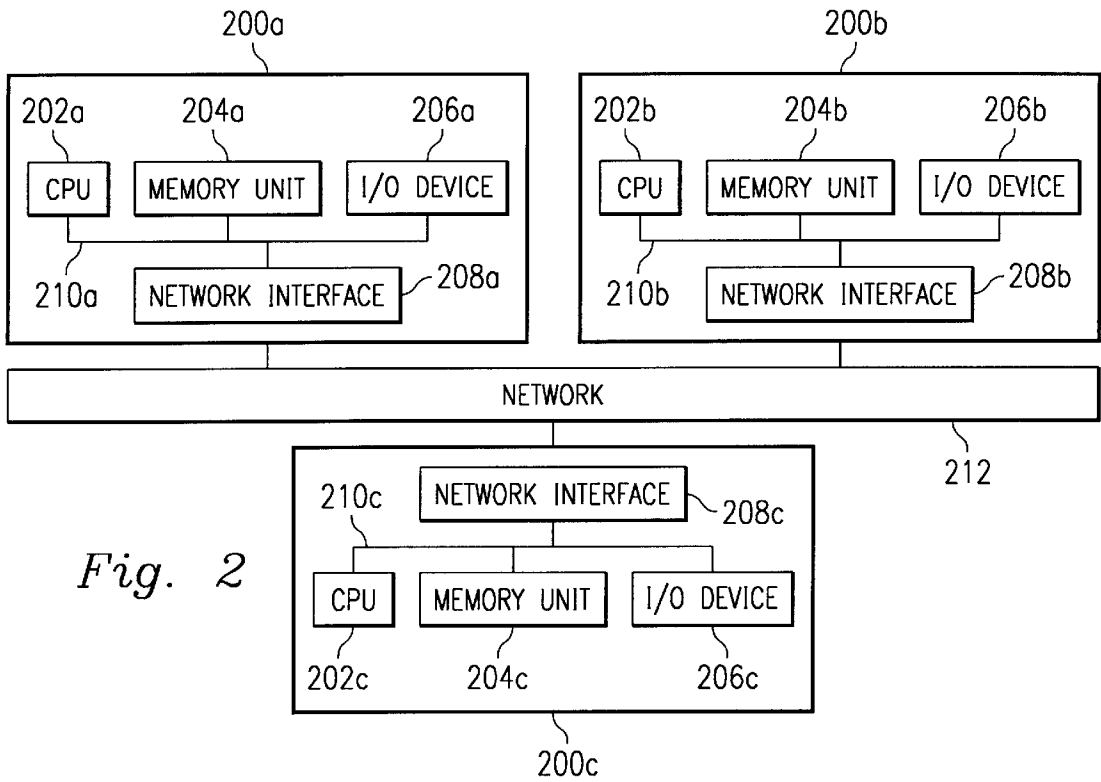 200a
200b
202a
204a
206a
202b
204b
206b
CPU
MEMORY UNIT
I/O DEVICE
CPU
MEMORY UNIT
I/O DEVICE
210a
NETWORK INTERFACE
208a
210b
NETWORK INTERFACE
208b
NETWORK
212
210c
NETWORK INTERFACE
208c
Fig. 2
CPU
MEMORY UNIT
I/O DEVICE
202c
204c
206c
200c